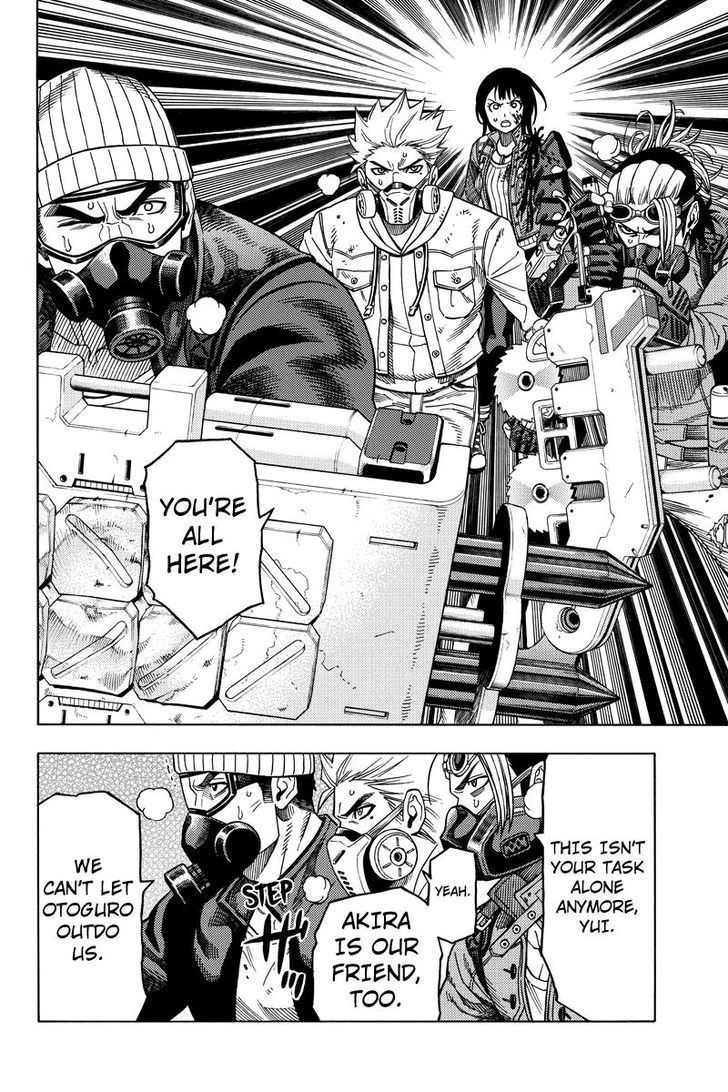 YOU'RE
ALL
HERE!
THIS ISN'T
YOUR TASK
ALONE
ANYMORE,
YUI.
YEAH.
AKIRA
IS OUR
FRIEND,
TOO.
STEP
WE
CAN'T LET
OTOGURO
OUTDO
US.